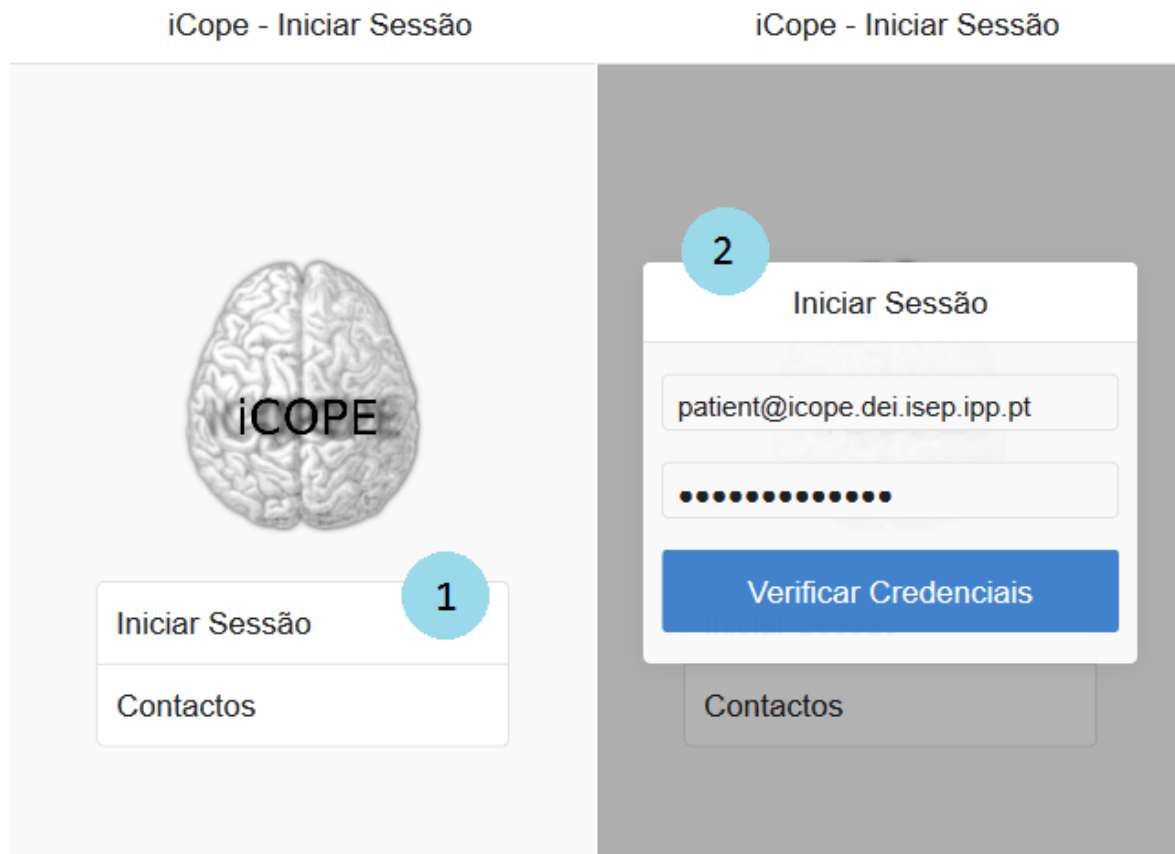 iCope - Iniciar Sessão
iCOPE
1
Iniciar Sessão
Contactos
iCope - Iniciar Sessão
2
Iniciar Sessão
patient@icope.dei.isep.ipp.pt
•••••••••••••
Verificar Credenciais
Contactos